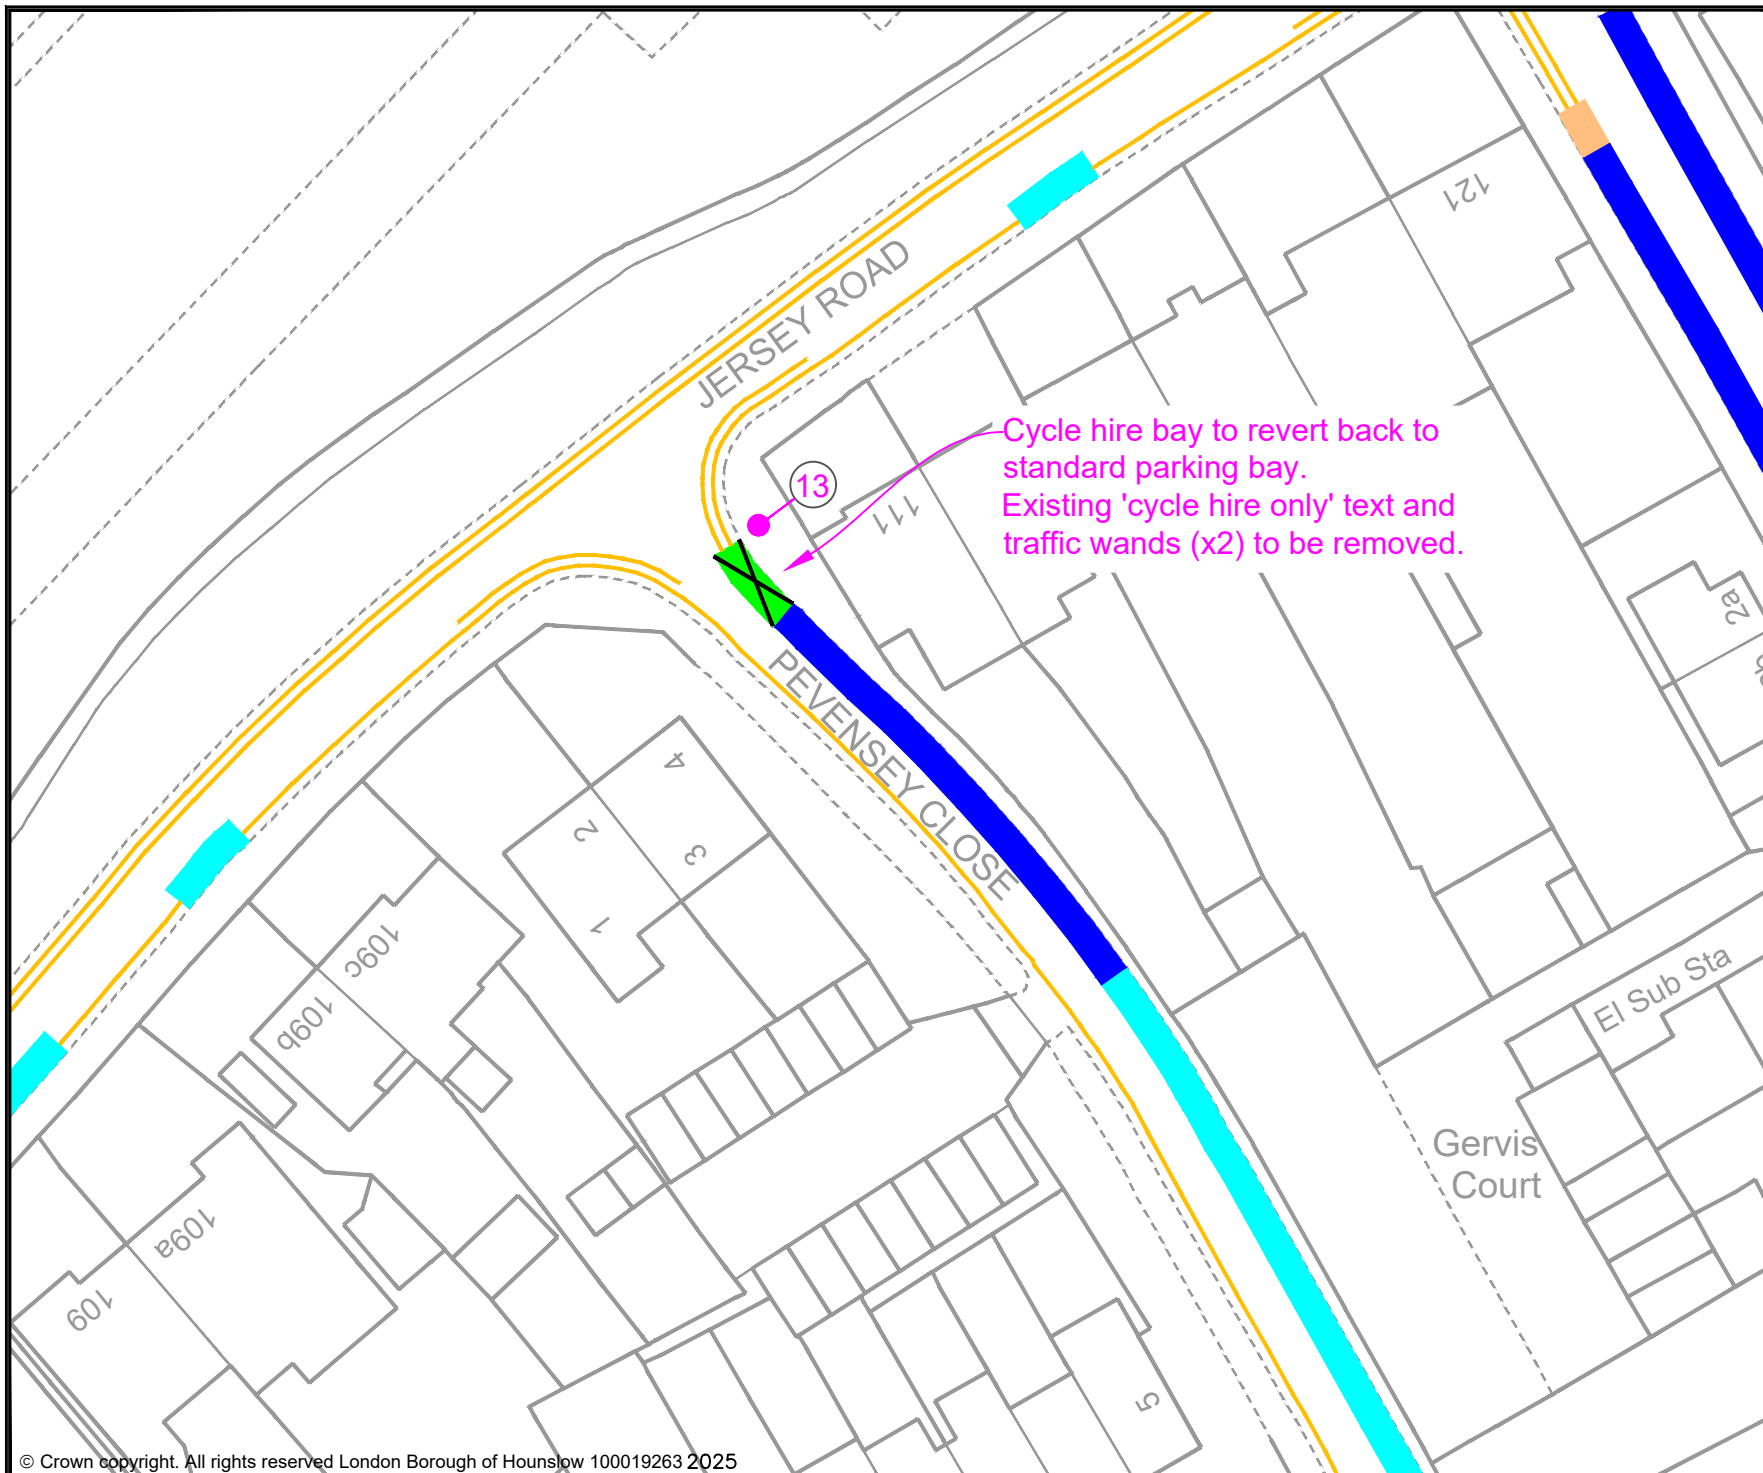 121
JERSEY ROAD
Cycle hire bay to revert back to
standard parking bay.
Existing 'cycle hire only' text and
traffic wands (x2) to be removed.
13
111
2a
PEVENSEY CLOSE
4
2
3
1
109c
109b
El Sub Sta
Gervis
Court
109a
109
5
© Crown copyright. All rights reserved London Borough of Hounslow 100019263 2025